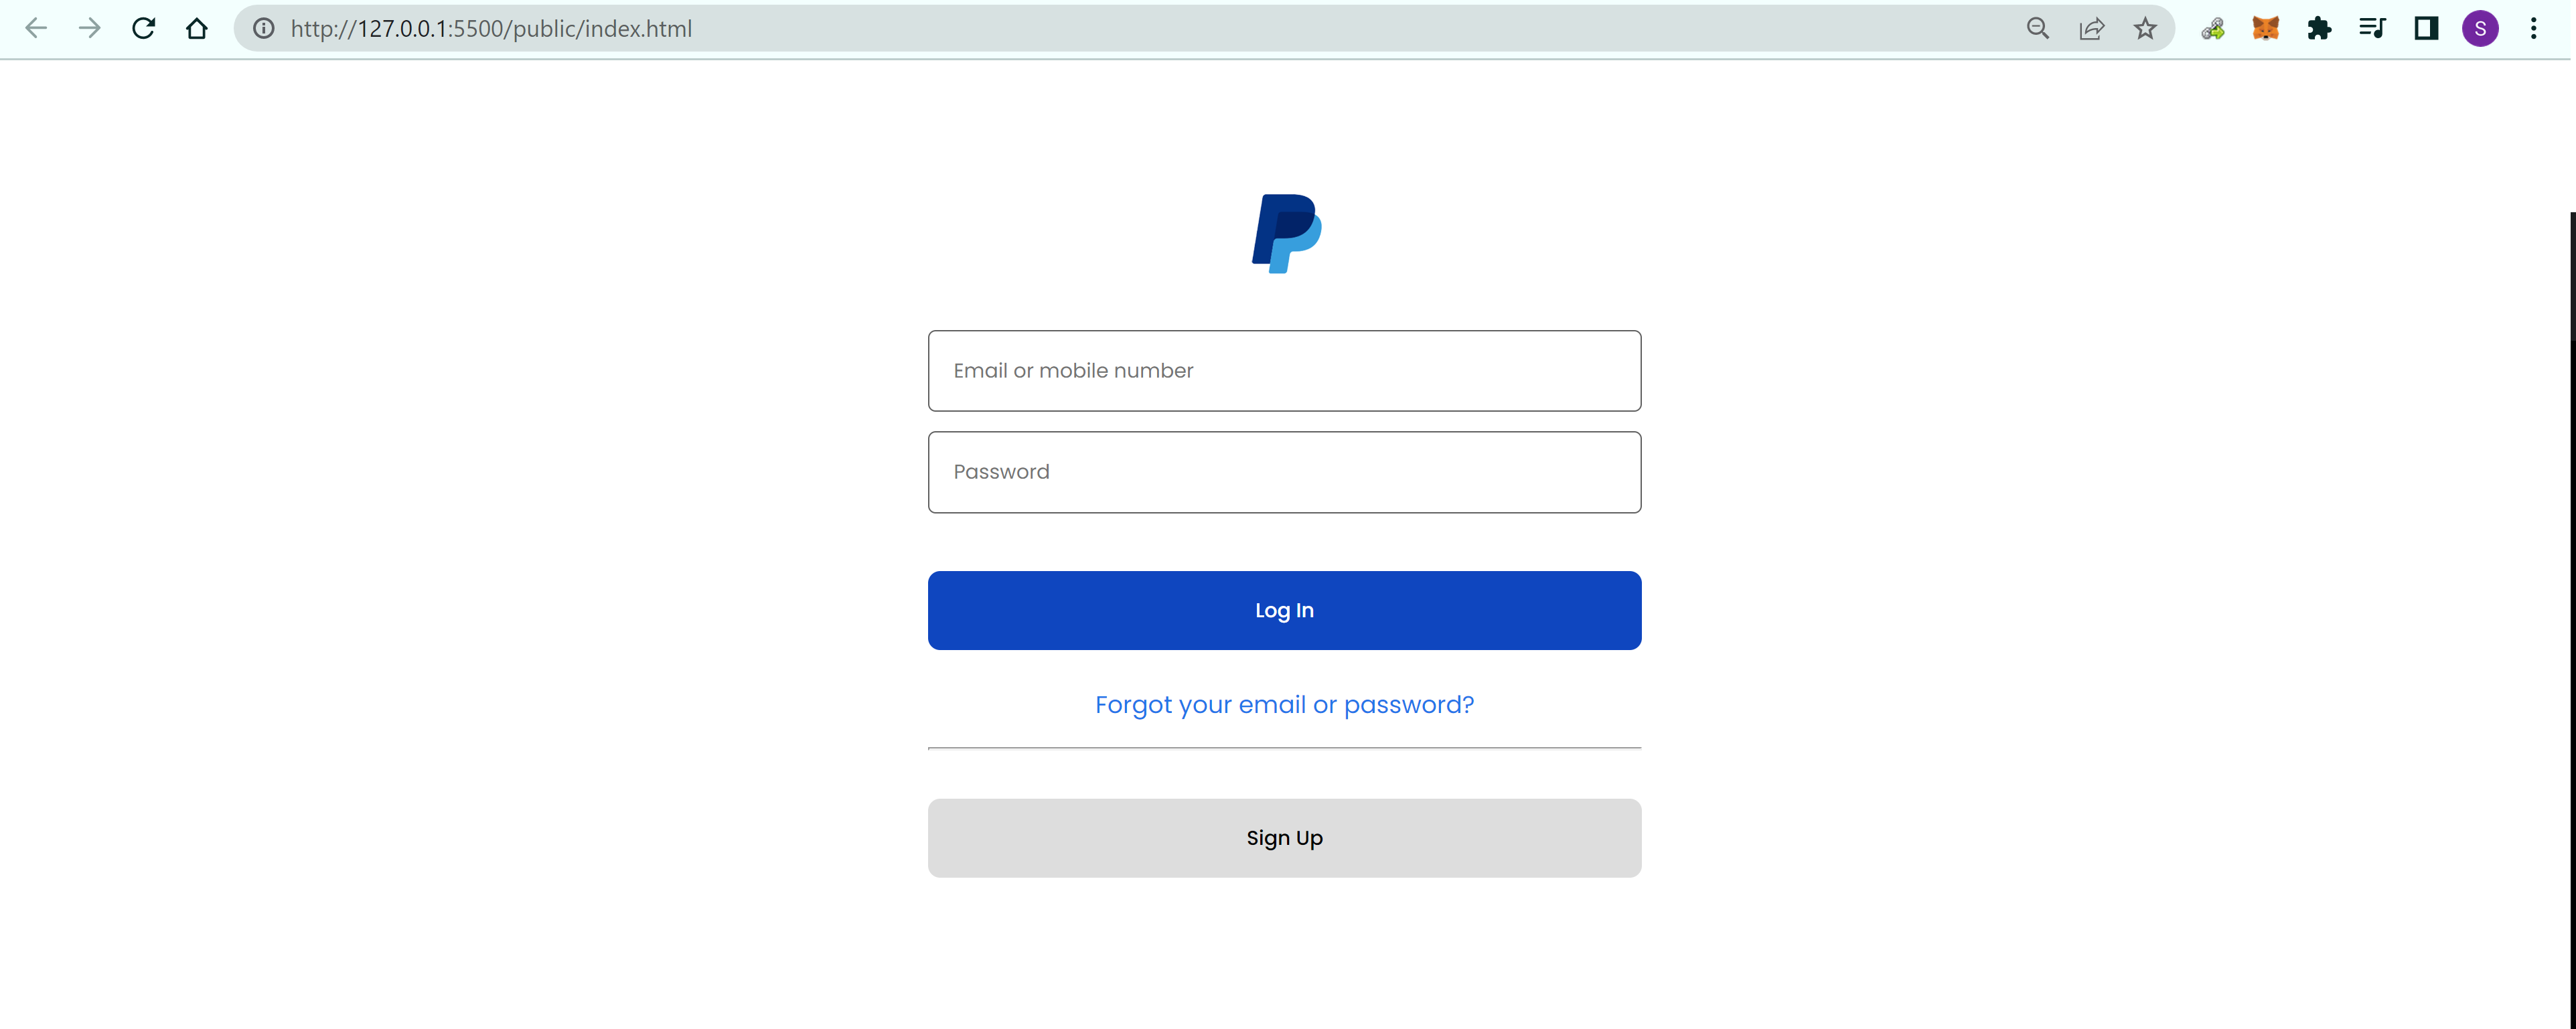 http://127.0.0.1:5500/public/index.html
S
Email or mobile number
Password
Log In
Forgot your email or password?
Sign Up